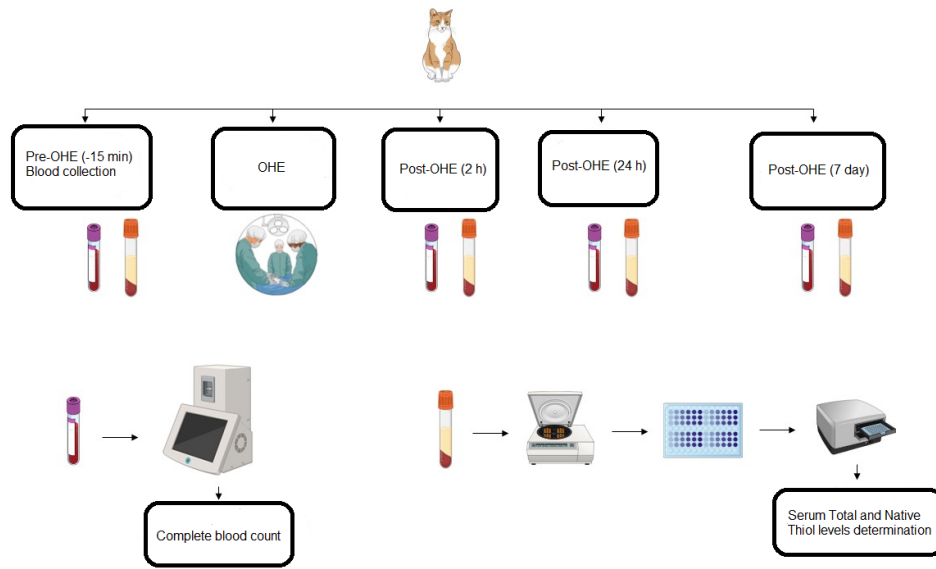 Pre-OHE (-15 min)
Blood collection
OHE
Post-OHE (2 h)
Post-OHE (24 h)
Post-OHE (7 day)
Complete blood count
Serum Total and Native
Thiol levels determination